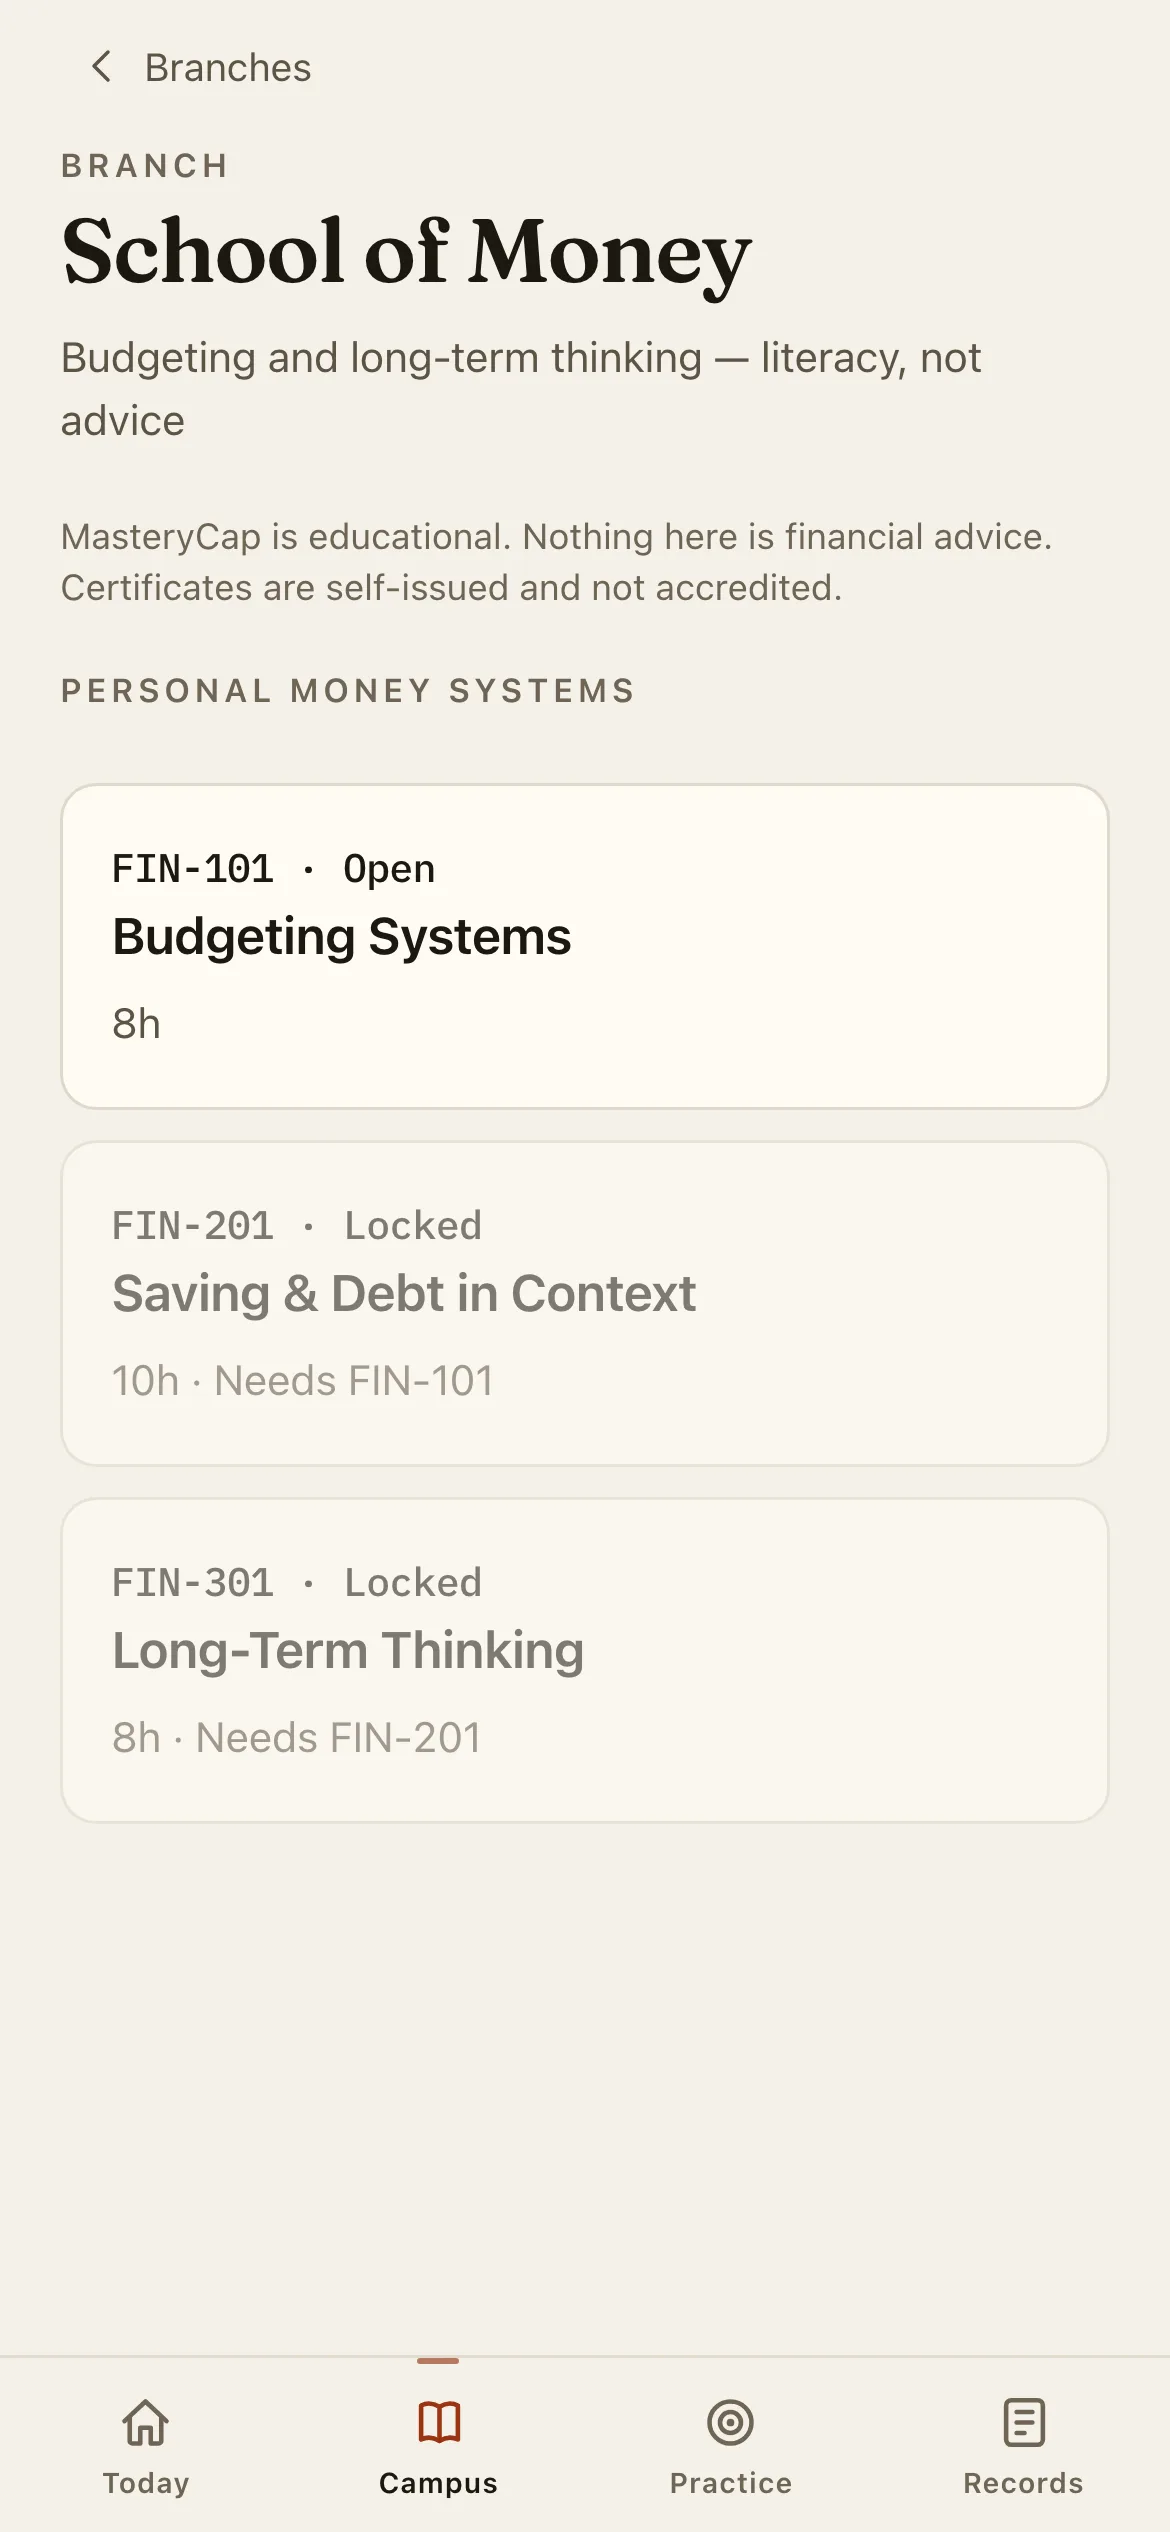 Branches
BRANCH
School of Money
Budgeting and long-term thinking — literacy, not
advice
MasteryCap is educational. Nothing here is financial advice.
Certificates are self-issued and not accredited.
PERSONAL MONEY SYSTEMS
FIN-101 · Open
Budgeting Systems
8h
FIN-201 · Locked
Saving & Debt in Context
10h · Needs FIN-101
FIN-301 · Locked
Long-Term Thinking
8h · Needs FIN-201
Today
Campus
Practice
Records